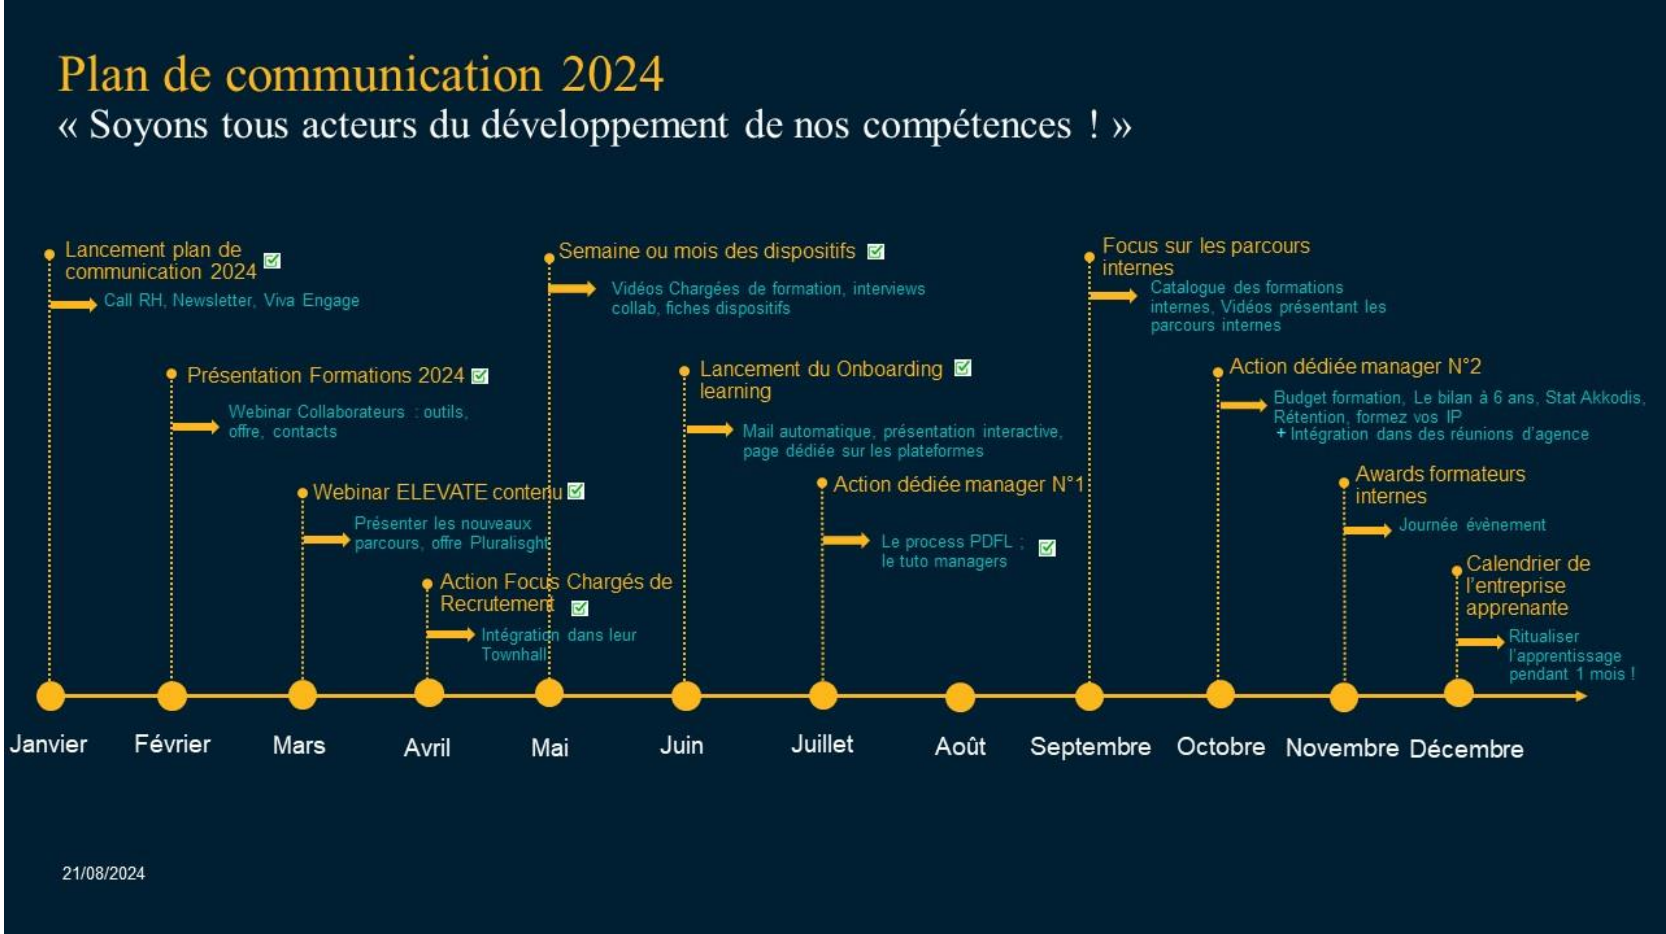 Plan de communication 2024
« Soyons tous acteurs du développement de nos compétences ! »
Lancement plan de
communication 2024
Call RH, Newsletter, Viva Engage
Présentation Formations 2024
Webinar Collaborateurs : outils,
offre, contacts
Webinar ELEVATE contenu
Présenter les nouveaux
parcours, offre Pluralisght
Action Focus Chargés de
Recrutement
Intégration dans leur
Townhall
Semaine ou mois des dispositifs
Vidéos Chargées de formation, interviews
collab, fiches dispositifs
Lancement du Onboarding
learning
Mail automatique, présentation interactive,
page dédiée sur les plateformes
Action dédiée manager N°1
Le process PDFL ;
le tuto managers
Focus sur les parcours
internes
Catalogue des formations
internes, Vidéos présentant les
parcours internes
Action dédiée manager N°2
Budget formation, Le bilan à 6 ans, Stat Akkodis,
Rétention, formez vos IP
+ Intégration dans des réunions d’agence
Awards formateurs
internes
Journée évènement
Calendrier de
l’entreprise
apprenante
Ritualiser
l’apprentissage
pendant 1 mois !
Janvier
Février
Mars
Avril
Mai
Juin
Juillet
Août
Septembre
Octobre
Novembre
Décembre
21/08/2024